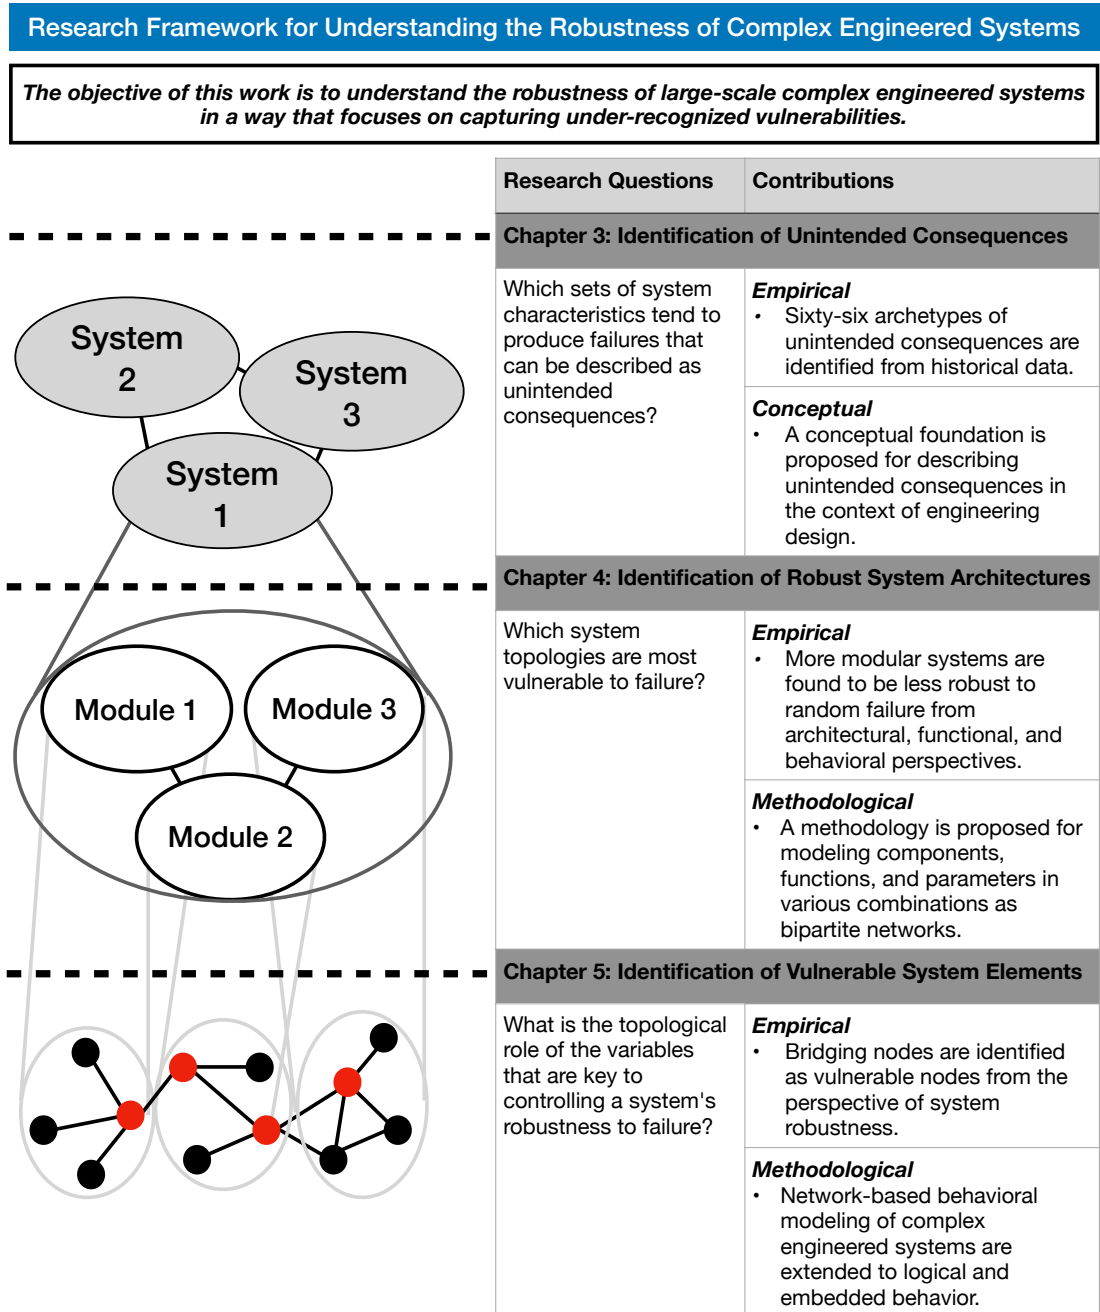 Research Framework for Understanding the Robustness of Complex Engineered Systems
The objective of this work is to understand the robustness of large-scale complex engineered systems
in a way that focuses on capturing under-recognized vulnerabilities.
Research Questions
Contributions
Chapter 3: Identification of Unintended Consequences
System
2
System
3
System
1
Which sets of system
characteristics tend to
produce failures that
can be described as
unintended
consequences?
Empirical
• Sixty-six archetypes of
unintended consequences are
identified from historical data.
Conceptual
• A conceptual foundation is
proposed for describing
unintended consequences in
the context of engineering
design.
Chapter 4: Identification of Robust System Architectures
Module 1
Module 3
Module 2
Which system
topologies are most
vulnerable to failure?
Empirical
• More modular systems are
found to be less robust to
random failure from
architectural, functional, and
behavioral perspectives.
Methodological
• A methodology is proposed for
modeling components,
functions, and parameters in
various combinations as
bipartite networks.
Chapter 5: Identification of Vulnerable System Elements
What is the topological
role of the variables
that are key to
controlling a system's
robustness to failure?
Empirical
• Bridging nodes are identified
as vulnerable nodes from the
perspective of system
robustness.
Methodological
• Network-based behavioral
modeling of complex
engineered systems are
extended to logical and
embedded behavior.